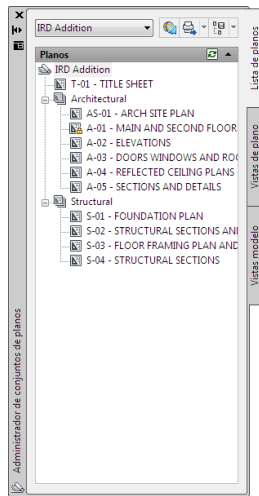 IRD Addition
Planos
IRD Addition
T-01 - TITLE SHEET
Architectural
AS-01 - ARCH SITE PLAN
A-01 - MAIN AND SECOND FLOOR
A-02 - ELEVATIONS
A-03 - DOORS WINDOWS AND ROO
A-04 - REFLECTED CEILING PLANS
A-05 - SECTIONS AND DETAILS
Structural
S-01 - FOUNDATION PLAN
S-02 - STRUCTURAL SECTIONS AN
S-03 - FLOOR FRAMING PLAN AND
S-04 - STRUCTURAL SECTIONS
Lista de planos
Vistas de plano
Vistas modelo
Administrador de conjuntos de planos